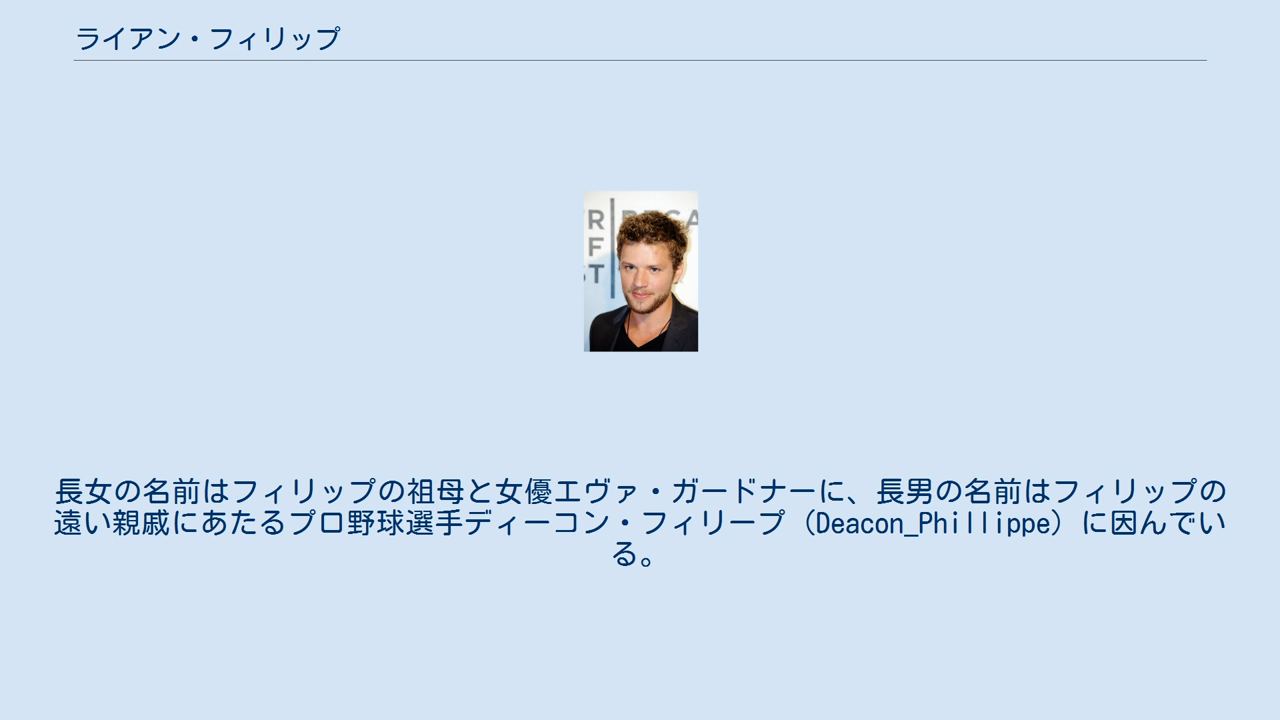 ライアン・フィリップ
R
F
ST
長女の名前はフィリップの祖母と女優エヴァ・ガードナーに、長男の名前はフィリップの
遠い親戚にあたるプロ野球選手ディーコン・フィリープ（Deacon_Phillippe）に因んでい
る。